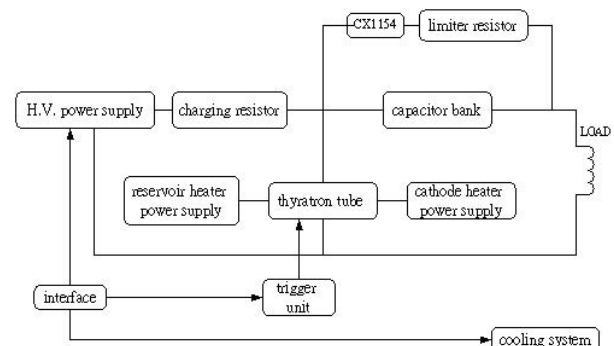 CX1154
limiter resistor
H.V. power supply
charging resistor
capacitor bank
LOAD
reservoir heater
power supply
thyratron tube
cathode heater
power supply
interface
trigger
unit
cooling system